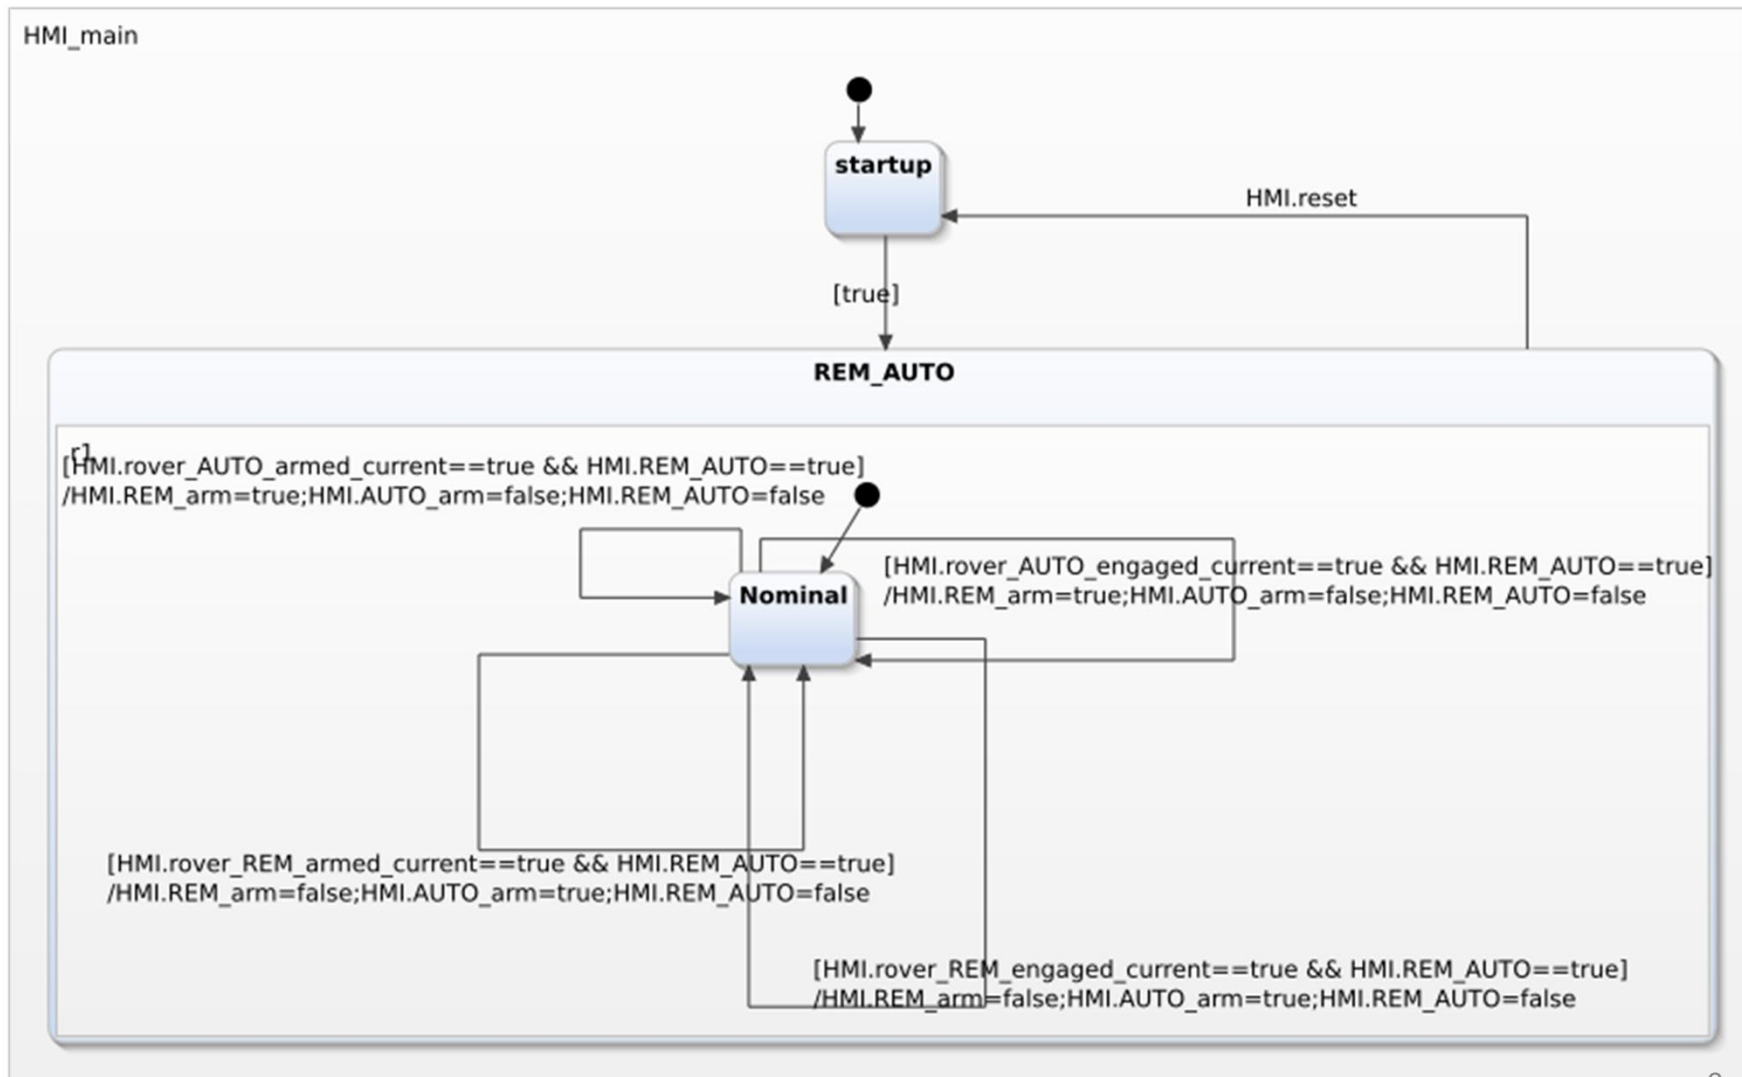 HMI_main
startup
HMI.reset
[true]
REM_AUTO
r1
[HMI.rover_AUTO_armed_current==true && HMI.REM_AUTO==true]
/HMI.REM_arm=true;HMI.AUTO_arm=false;HMI.REM_AUTO=false
[HMI.rover_AUTO_engaged_current==true && HMI.REM_AUTO==true]
/HMI.REM_arm=true;HMI.AUTO_arm=false;HMI.REM_AUTO=false
Nominal
[HMI.rover_REM_armed_current==true && HMI.REM_AUTO==true]
/HMI.REM_arm=false;HMI.AUTO_arm=true;HMI.REM_AUTO=false
[HMI.rover_REM_engaged_current==true && HMI.REM_AUTO==true]
/HMI.REM_arm=false;HMI.AUTO_arm=true;HMI.REM_AUTO=false